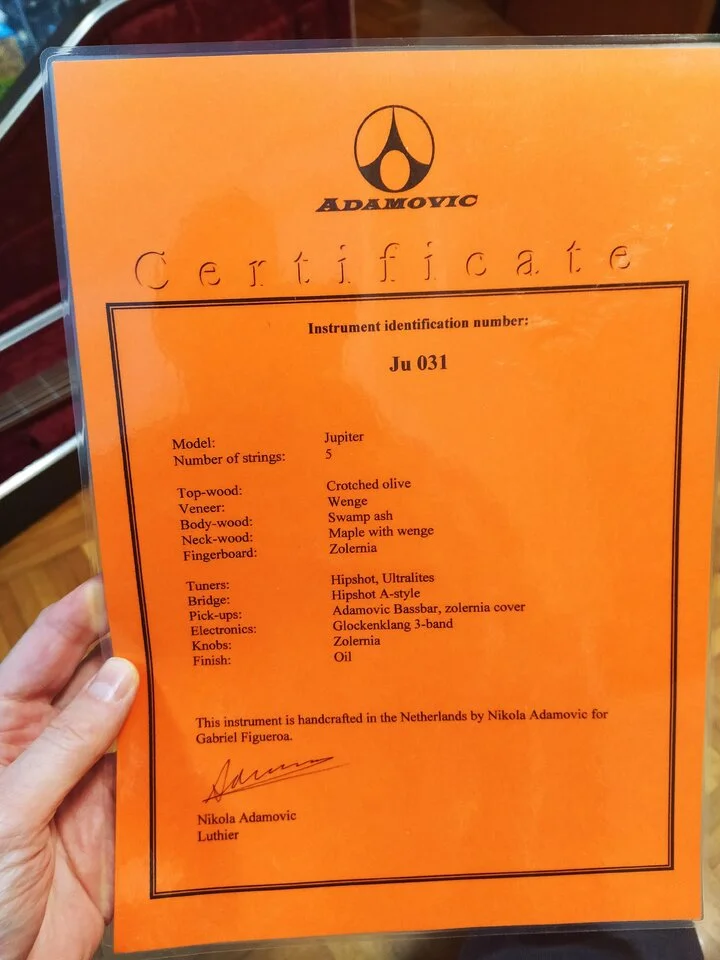 ADAMOVIC
Certificate
Instrument identification number:
Ju 031
Model: Jupiter
Number of strings: 5
Top-wood: Crotched olive
Veneer: Wenge
Body-wood: Swamp ash
Neck-wood: Maple with wenge
Fingerboard: Zolernia
Tuners: Hipshot, Ultralites
Bridge: Hipshot A-style
Pick-ups: Adamovic Bassbar, zolernia cover
Electronics: Glockenklang 3-band
Knobs: Zolernia
Finish: Oil
This instrument is handcrafted in the Netherlands by Nikola Adamovic for
Gabriel Figueroa.
Nikola Adamovic
Luthier